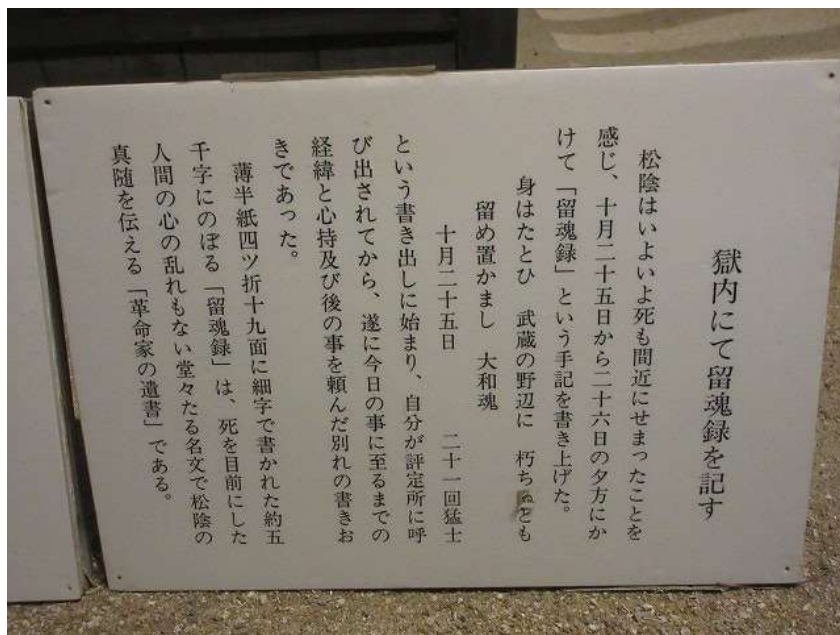 獄内にて留魂録を記す
松陰はいよいよ死も間近にせまったことを
感じ、十月二十五日から二十六日の夕方にか
けて「留魂録」という手記を書き上げた。
身はたとひ 武蔵の野辺に 朽ちぬとも
留め置かまし 大和魂
十月二十五日 二十一回猛士
という書き出しに始まり、自分が評定所に呼
び出されてから、遂に今日の事に至るまでの
経緯と心持及び後の事を頼んだ別れの書きお
きであった。
薄半紙四ツ折十九面に細字で書かれた約五
千字にのぼる「留魂録」は、死を目前にした
人間の心の乱れもない堂々たる名文で松陰の
真随を伝える「革命家の遺書」である。